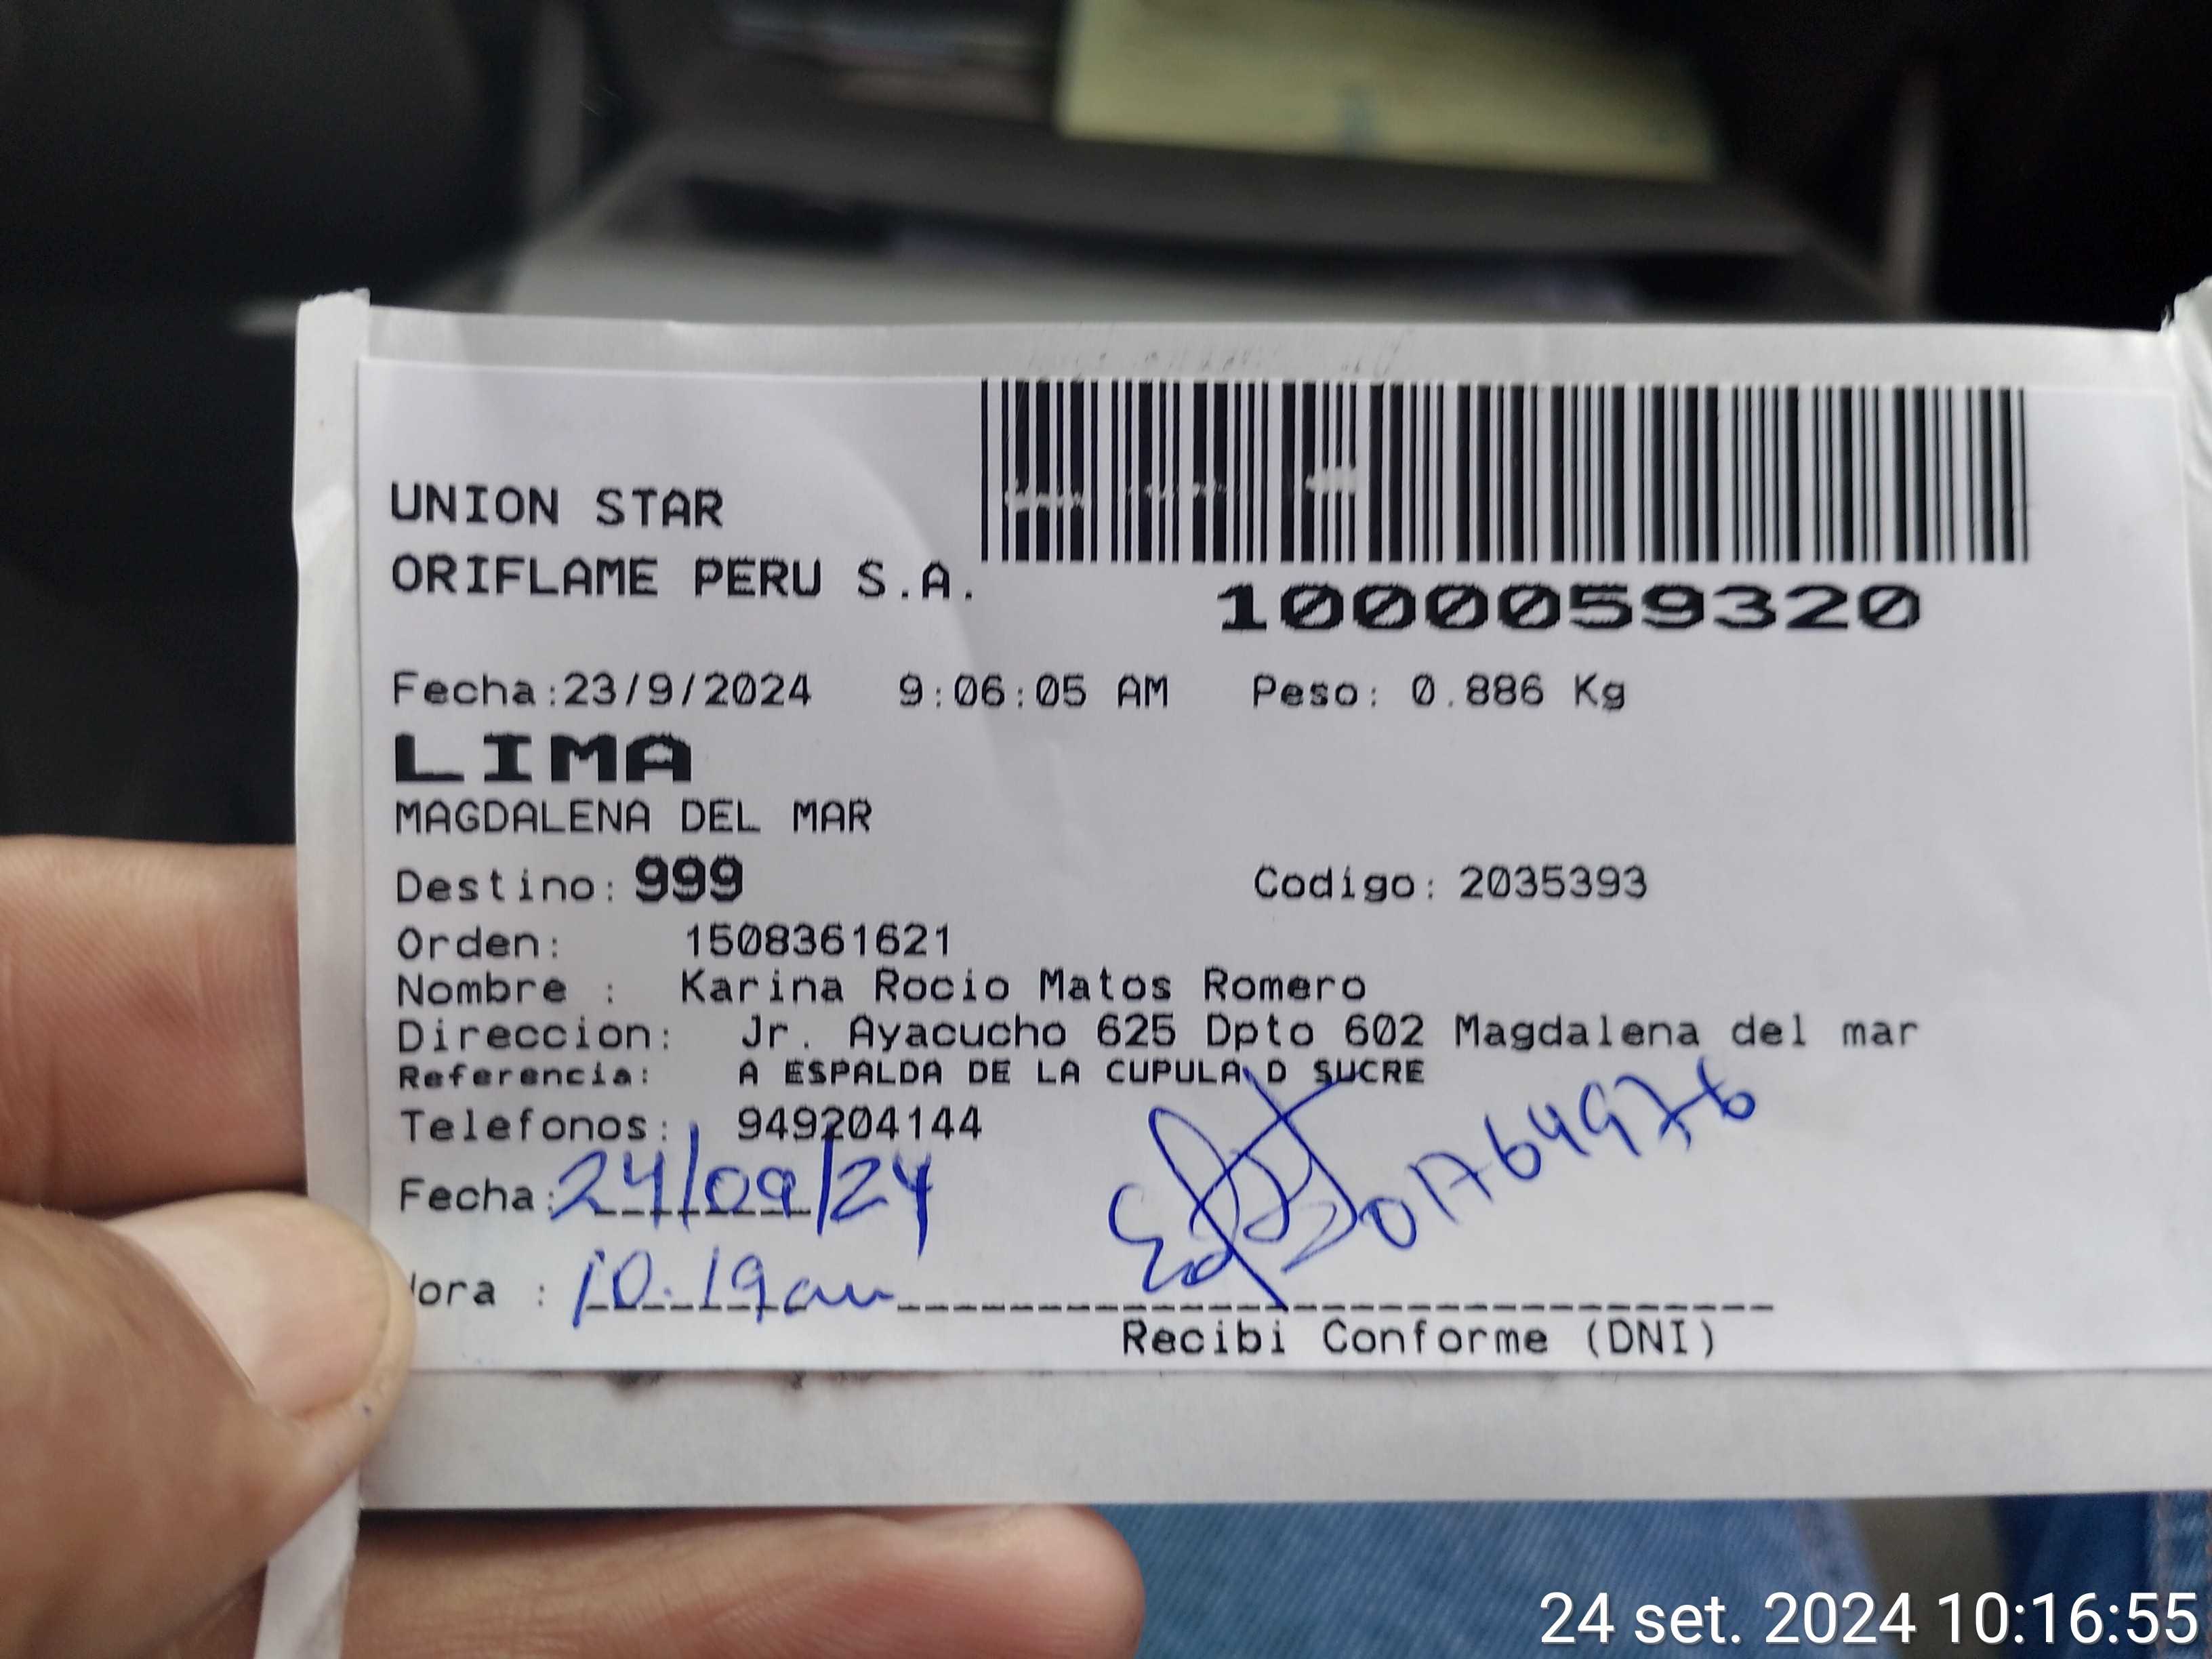 UNION STAR
ORIFLAME PERU S.A.
1000059320
Fecha:23/9/2024 9:06:05 AM Peso: 0.886 Kg
LIMA
MAGDALENA DEL MAR
Destino: 999 Codigo: 2035393
Orden: 1508361621
Nombre : Karina Rocio Matos Romero
Direccion: Jr. Ayacucho 625 Dpto 602 Magdalena del mar
Referencia: A ESPALDA DE LA CUPULA D SUCRE
Telefonos: 949204144
Fecha: 24/09/24
ora : 10.19am
Recibi Conforme (DNI)
24 set. 2024 10:16:55